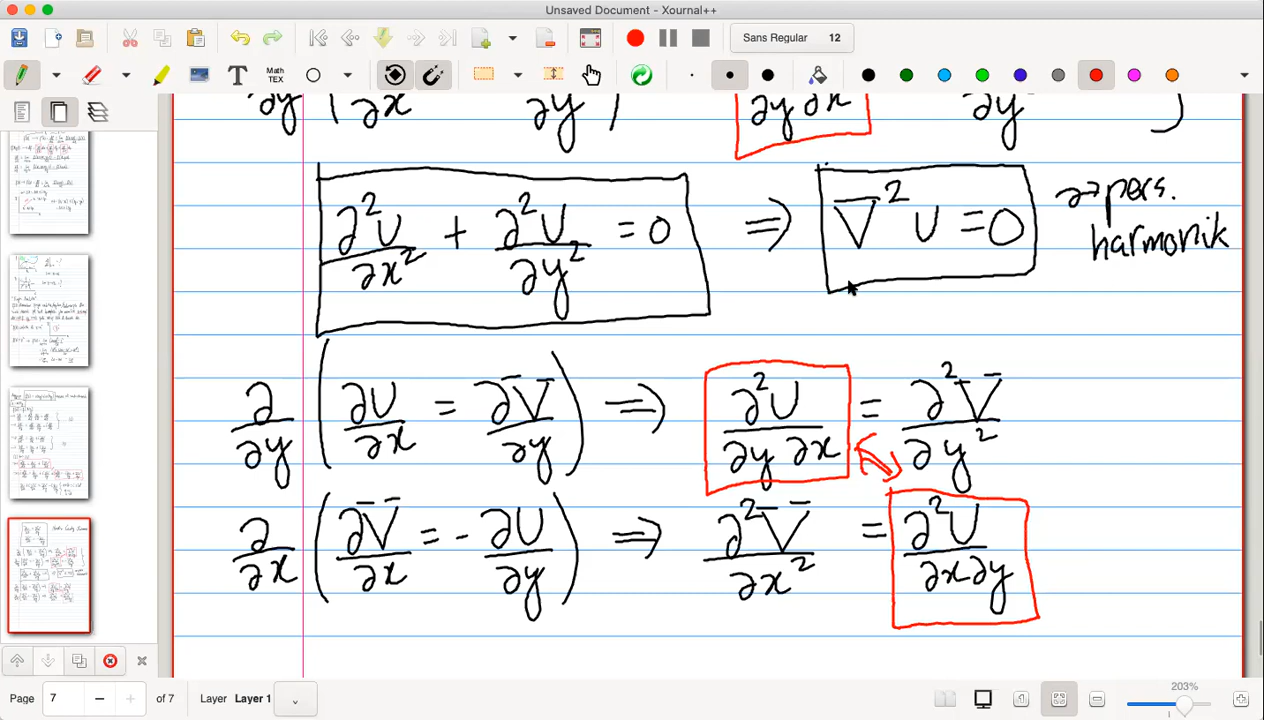 Unsaved Document - Xournal++
T Math TEX Sans Regular 12
∂y ( ∂x ∂y ) ∂y∂x ∂y² )
∂²U/∂x² + ∂²U/∂y² = 0 ⇒ ∇²U = 0 → pers.
harmonik
∂/∂y ( ∂U/∂x = ∂V/∂y ) ⇒ ∂²U/∂y∂x = ∂²V/∂y²
∂/∂x ( ∂V/∂x = - ∂U/∂y ) ⇒ ∂²V/∂x² = ∂²U/∂x∂y
Page 7 of 7 Layer Layer 1 203%